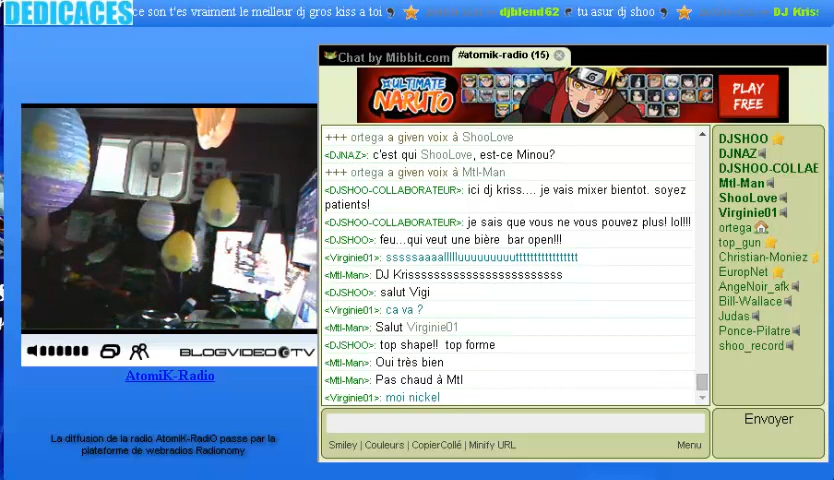 DEDICACES
ce son t'es vraiment le meilleur dj gros kiss a toi djblend62 tu asur dj shoo DJ Kriss
Chat by Mibbit.com #atomik-radio (15)
ULTIMATE
NARUTO
PLAY
FREE
+++ ortega a given voix à ShooLove
<DJNAZ>: c'est qui ShooLove, est-ce Minou?
+++ ortega a given voix à Mtl-Man
<DJSHOO-COLLABORATEUR>: ici dj kriss.... je vais mixer bientot. soyez
patients!
<DJSHOO-COLLABORATEUR>: je sais que vous ne vous pouvez plus! lol!!!
<DJSHOO>: feu...qui veut une bière bar open!!!
<Virginie01>: sssssaaaalllluuuuuuuuutttttttttttttttttt
<Mtl-Man>: DJ Krisssssssssssssssssssssssss
<DJSHOO>: salut Vigi
<Virginie01>: ca va ?
<Mtl-Man>: Salut Virginie01
<DJSHOO>: top shape!! top forme
<Mtl-Man>: Oui très bien
<Mtl-Man>: Pas chaud à Mtl
<Virginie01>: moi nickel
DJSHOO
DJNAZ
DJSHOO-COLLAB
Mtl-Man
ShooLove
Virginie01
ortega
top_gun
Christian-Moniez
EuropNet
AngeNoir_afk
Bill-Wallace
Judas
Ponce-Pilatre
shoo_record
Envoyer
Smiley | Couleurs | CopierCollé | Minify URL
Menu
BLOGVIDEO TV
AtomiK-Radio
La diffusion de la radio AtomiK-RadiO passe par la
plateforme de webradios Radionomy